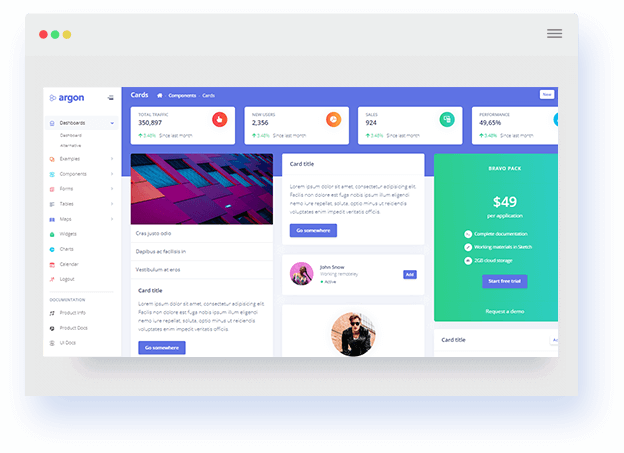 argon
Dashboards
Dashboard
Alternative
Examples
Components
Forms
Tables
Maps
Widgets
Charts
Calendar
Logout
DOCUMENTATION
Product Info
Product Docs
UI Docs
Cards
Components
Cards
New
TOTAL TRAFFIC
350,897
3.48% Since last month
NEW USERS
2,356
3.48% Since last month
SALES
924
3.48% Since last month
PERFORMANCE
49,65%
3.48% Since last month
Cras justo odio
Dapibus ac facilisis in
Vestibulum at eros
Card title
Lorem ipsum dolor sit amet, consectetur adipisicing elit.
Facilis non dolore est fuga nobis ipsum illum eligendi nemo iure repellat, soluta, optio minus ut reiciendis voluptates enim impedit veritatis officiis.
Go somewhere
Card title
Lorem ipsum dolor sit amet, consectetur adipisicing elit.
Facilis non dolore est fuga nobis ipsum illum eligendi nemo iure repellat, soluta, optio minus ut reiciendis voluptates enim impedit veritatis officiis.
Go somewhere
John Snow
Working remoteley
Active
Add
BRAVO PACK
$49
per application
Complete documentation
Working materials in Sketch
2GB cloud storage
Start free trial
Request a demo
Card title